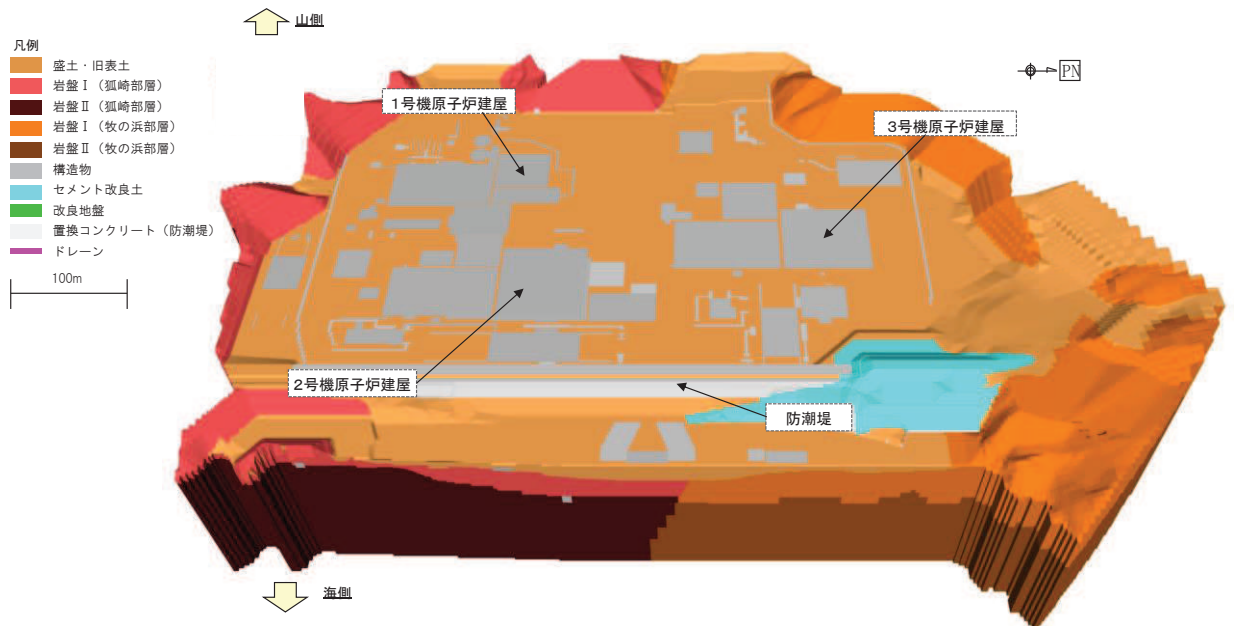 山側
凡例
盛土・旧表土
岩盤Ⅰ(狐崎部層)
岩盤Ⅱ(狐崎部層)
岩盤Ⅰ(牧の浜部層)
岩盤Ⅱ(牧の浜部層)
構造物
セメント改良土
改良地盤
置換コンクリート(防潮堤)
ドレーン
100m
PN
1号機原子炉建屋
3号機原子炉建屋
2号機原子炉建屋
防潮堤
海側